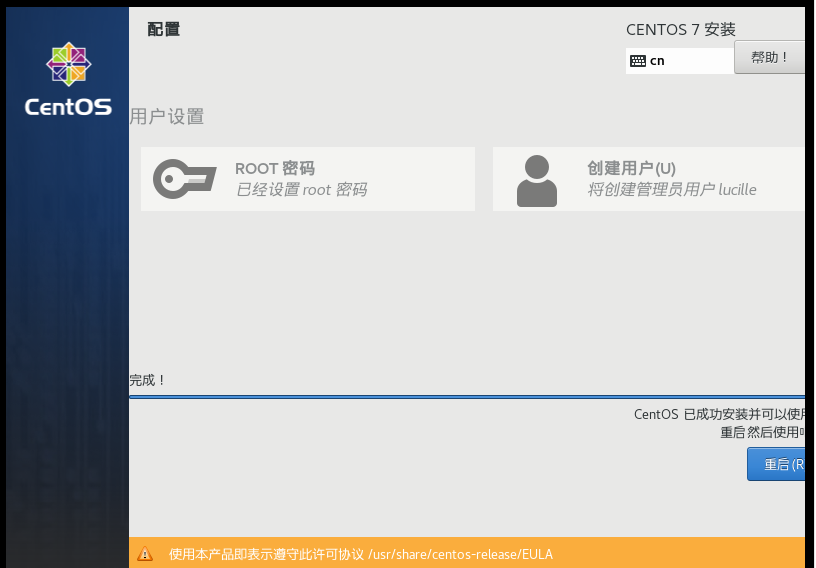 配置
CENTOS 7 安装
cn
帮助！
CentOS
用户设置
ROOT 密码
已经设置 root 密码
创建用户(U)
将创建管理员用户 lucille
完成！
CentOS 已成功安装并可以使
重启然后使用
重启(R
使用本产品即表示遵守此许可协议 /usr/share/centos-release/EULA